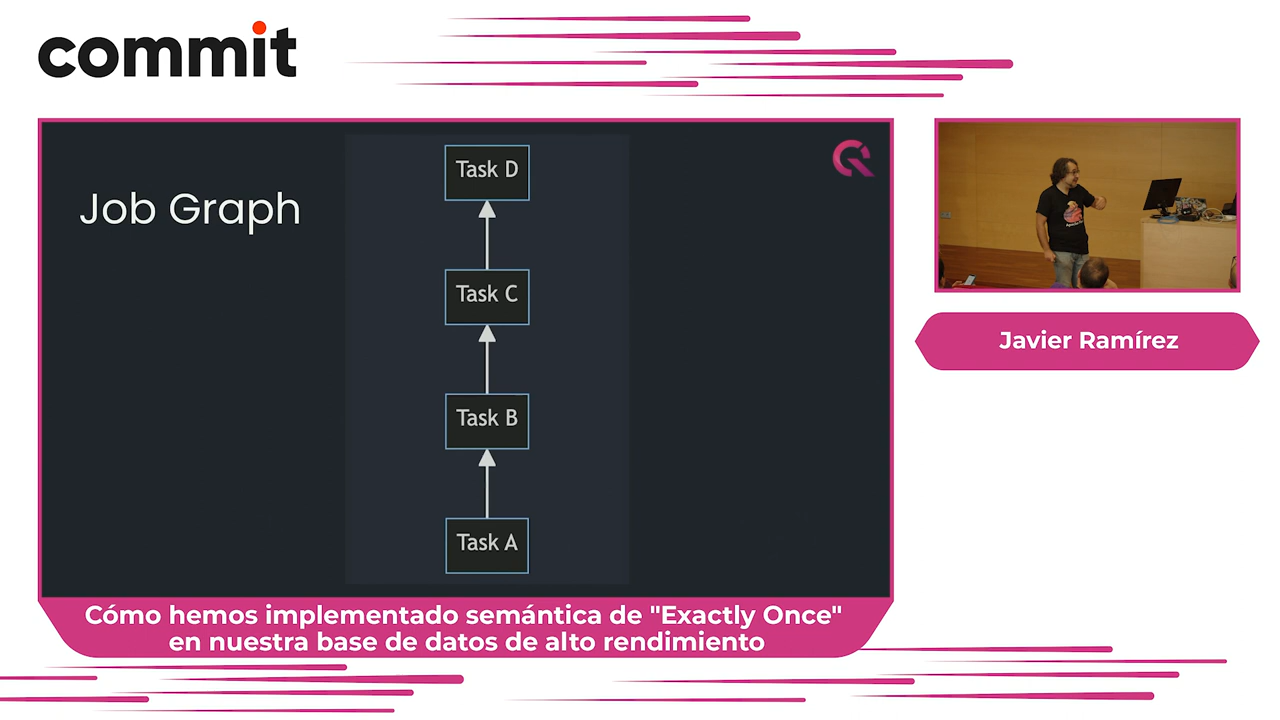 commit
Job Graph
Task D
Task C
Task B
Task A
Javier Ramírez
Cómo hemos implementado semántica de "Exactly Once"
en nuestra base de datos de alto rendimiento